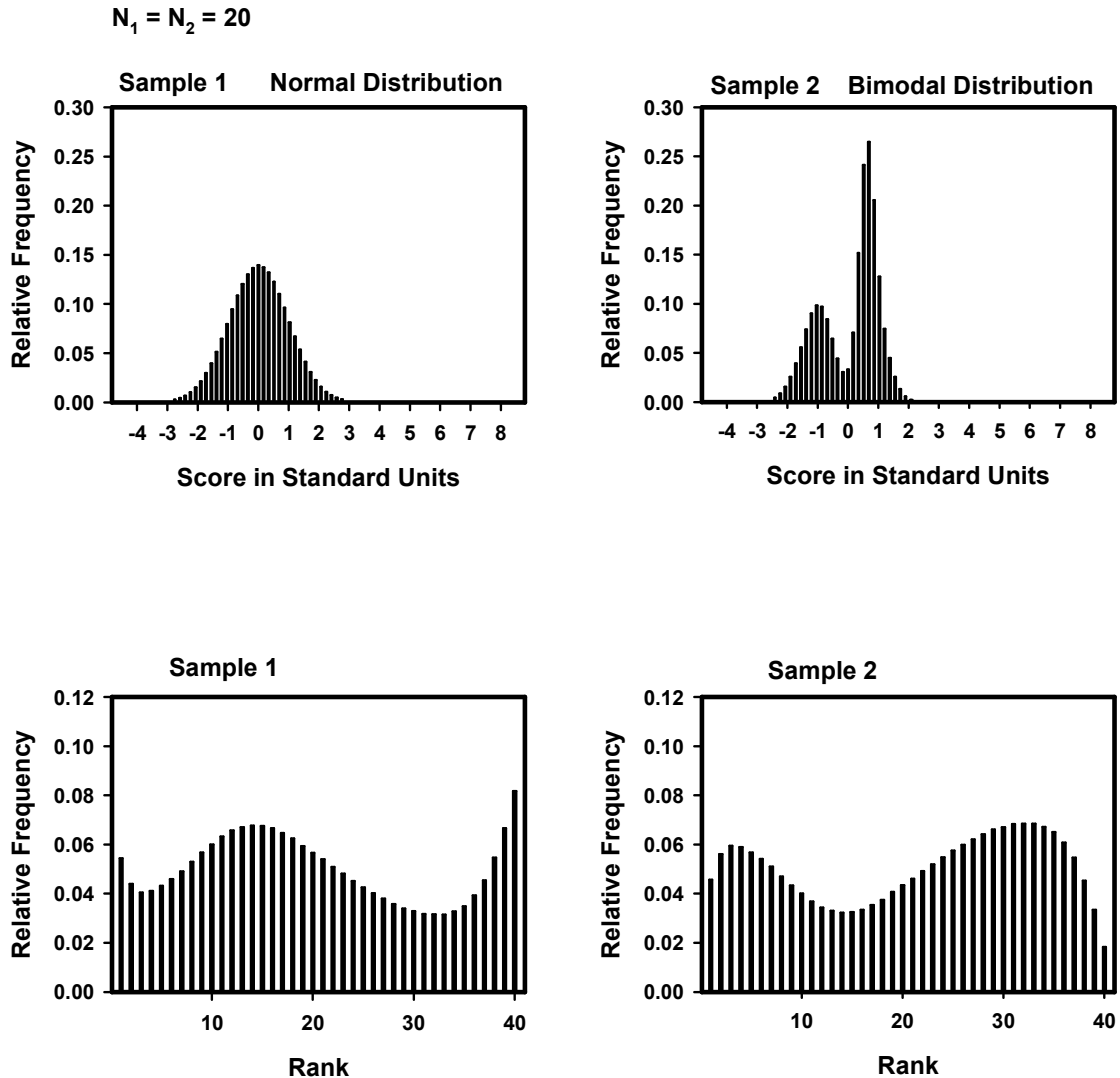 N1 = N2 = 20
Sample 1 Normal Distribution
0.30
0.25
0.20
0.15
0.10
0.05
0.00
Relative Frequency
-4 -3 -2 -1 0 1 2 3 4 5 6 7 8
Score in Standard Units
Sample 2 Bimodal Distribution
0.30
0.25
0.20
0.15
0.10
0.05
0.00
Relative Frequency
-4 -3 -2 -1 0 1 2 3 4 5 6 7 8
Score in Standard Units
Sample 1
0.12
0.10
0.08
0.06
0.04
0.02
0.00
Relative Frequency
10 20 30 40
Rank
Sample 2
0.12
0.10
0.08
0.06
0.04
0.02
0.00
Relative Frequency
10 20 30 40
Rank